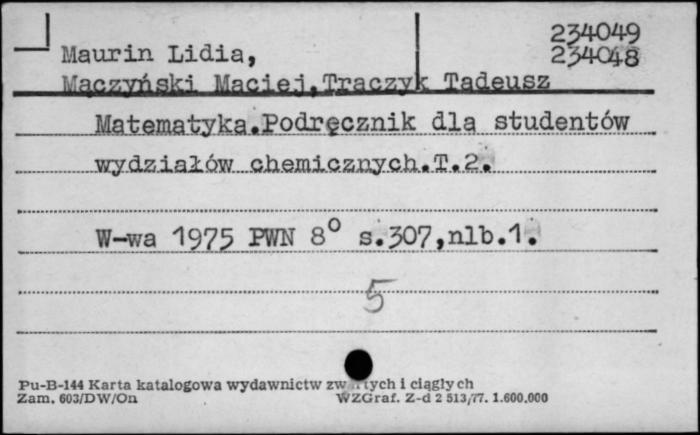 234049
Maurin Lidia, 234048
Mączyński Maciej,Traczyk Tadeusz
Matematyka.Podręcznik dla studentów
wydziałów chemicznych.T.2.
W-wa 1975 PWN 8° s.307,nlb.1.
5
Pu-B-144 Karta katalogowa wydawnictw zwartych i ciągłych
Zam. 603/DW/On WZGraf. Z-d 2 513/77. 1.600.000